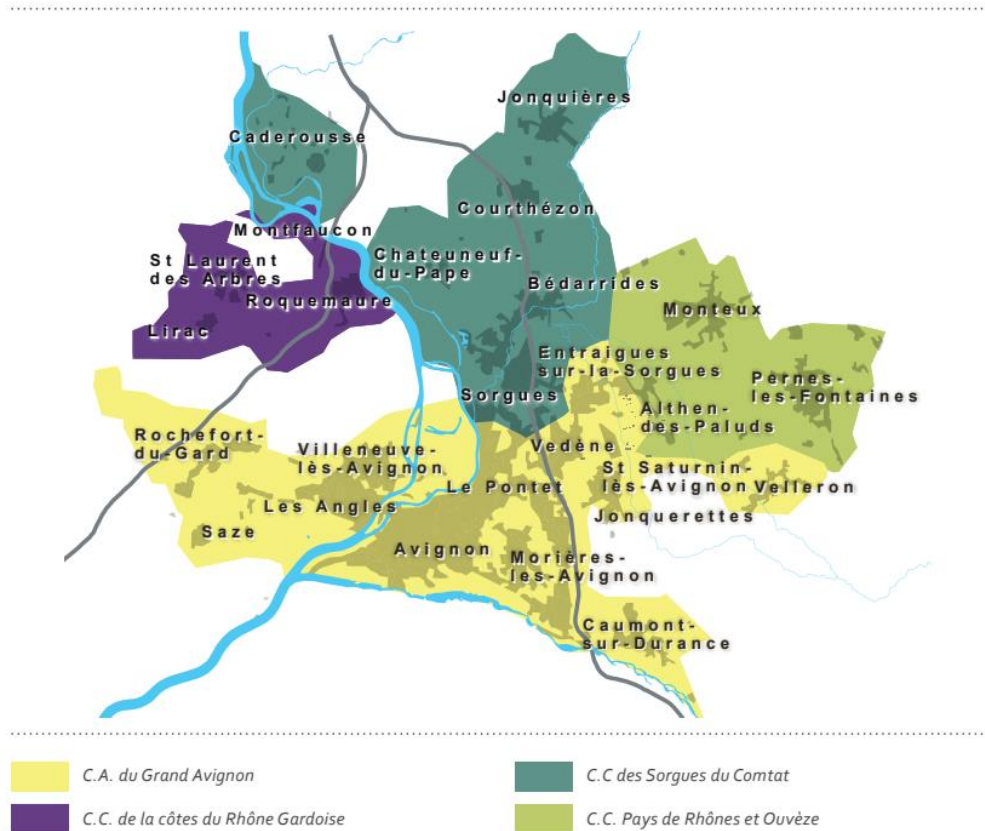 Jonquières
Caderousse
Courthézon
Montfaucon
Chateuneuf-
du-Pape
St Laurent
des Arbres
Bédarrides
Roquemaure
Monteux
Lirac
Entraigues
sur-la-Sorgues
Pernes-
les-Fontaines
Sorgues
Althen-
des-Paluds
Rochefort-
du-Gard
Villeneuve-
lès-Avignon
Vedène
St Saturnin-
lès-Avignon
Velleron
Le Pontet
Les Angles
Jonquerettes
Saze
Avignon
Morières-
les-Avignon
Caumont-
sur-Durance
C.A. du Grand Avignon
C.C des Sorgues du Comtat
C.C. de la côtes du Rhône Gardoise
C.C. Pays de Rhônes et Ouvèze